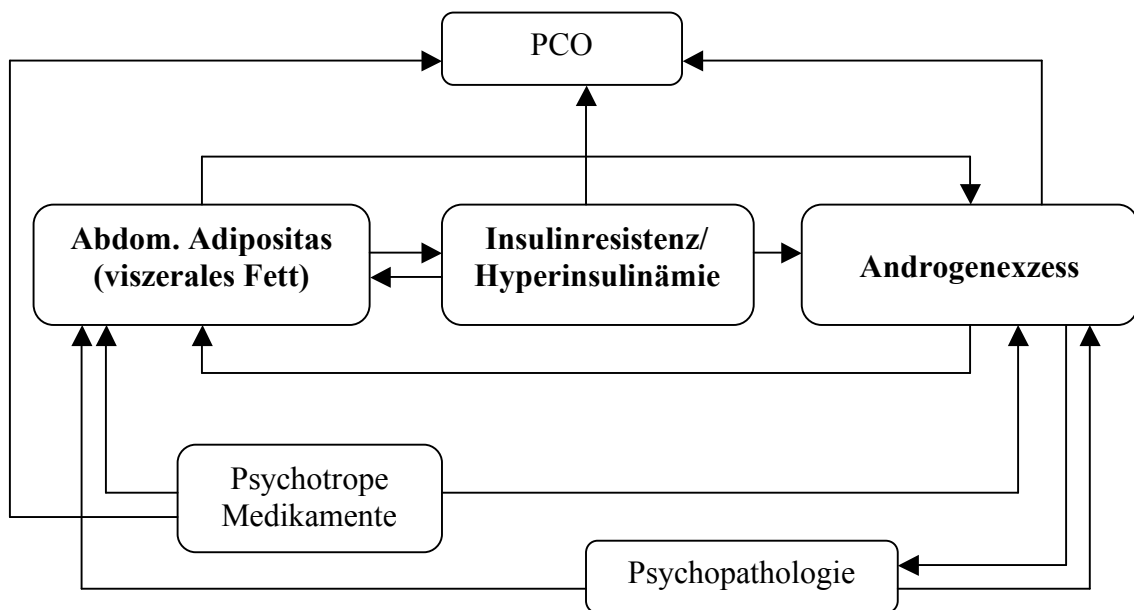 PCO
Abdom. Adipositas
(viszerales Fett)
Insulinresistenz/
Hyperinsulinämie
Androgenexzess
Psychotrope
Medikamente
Psychopathologie